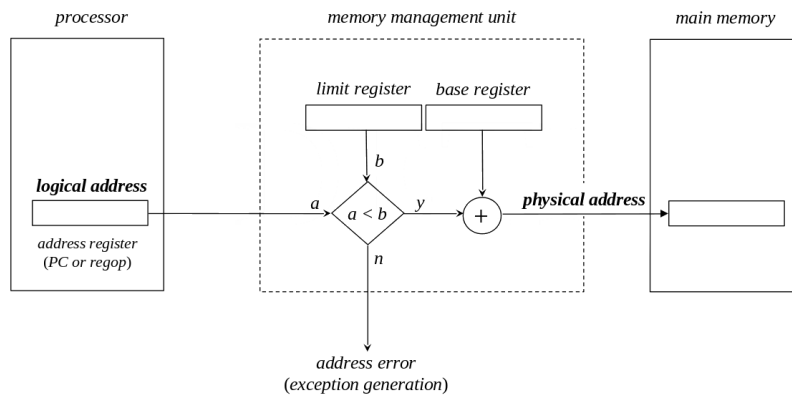 processor
memory management unit
main memory
limit register
base register
b
logical address
a
a < b
y
+
physical address
address register
(PC or regop)
n
address error
(exception generation)